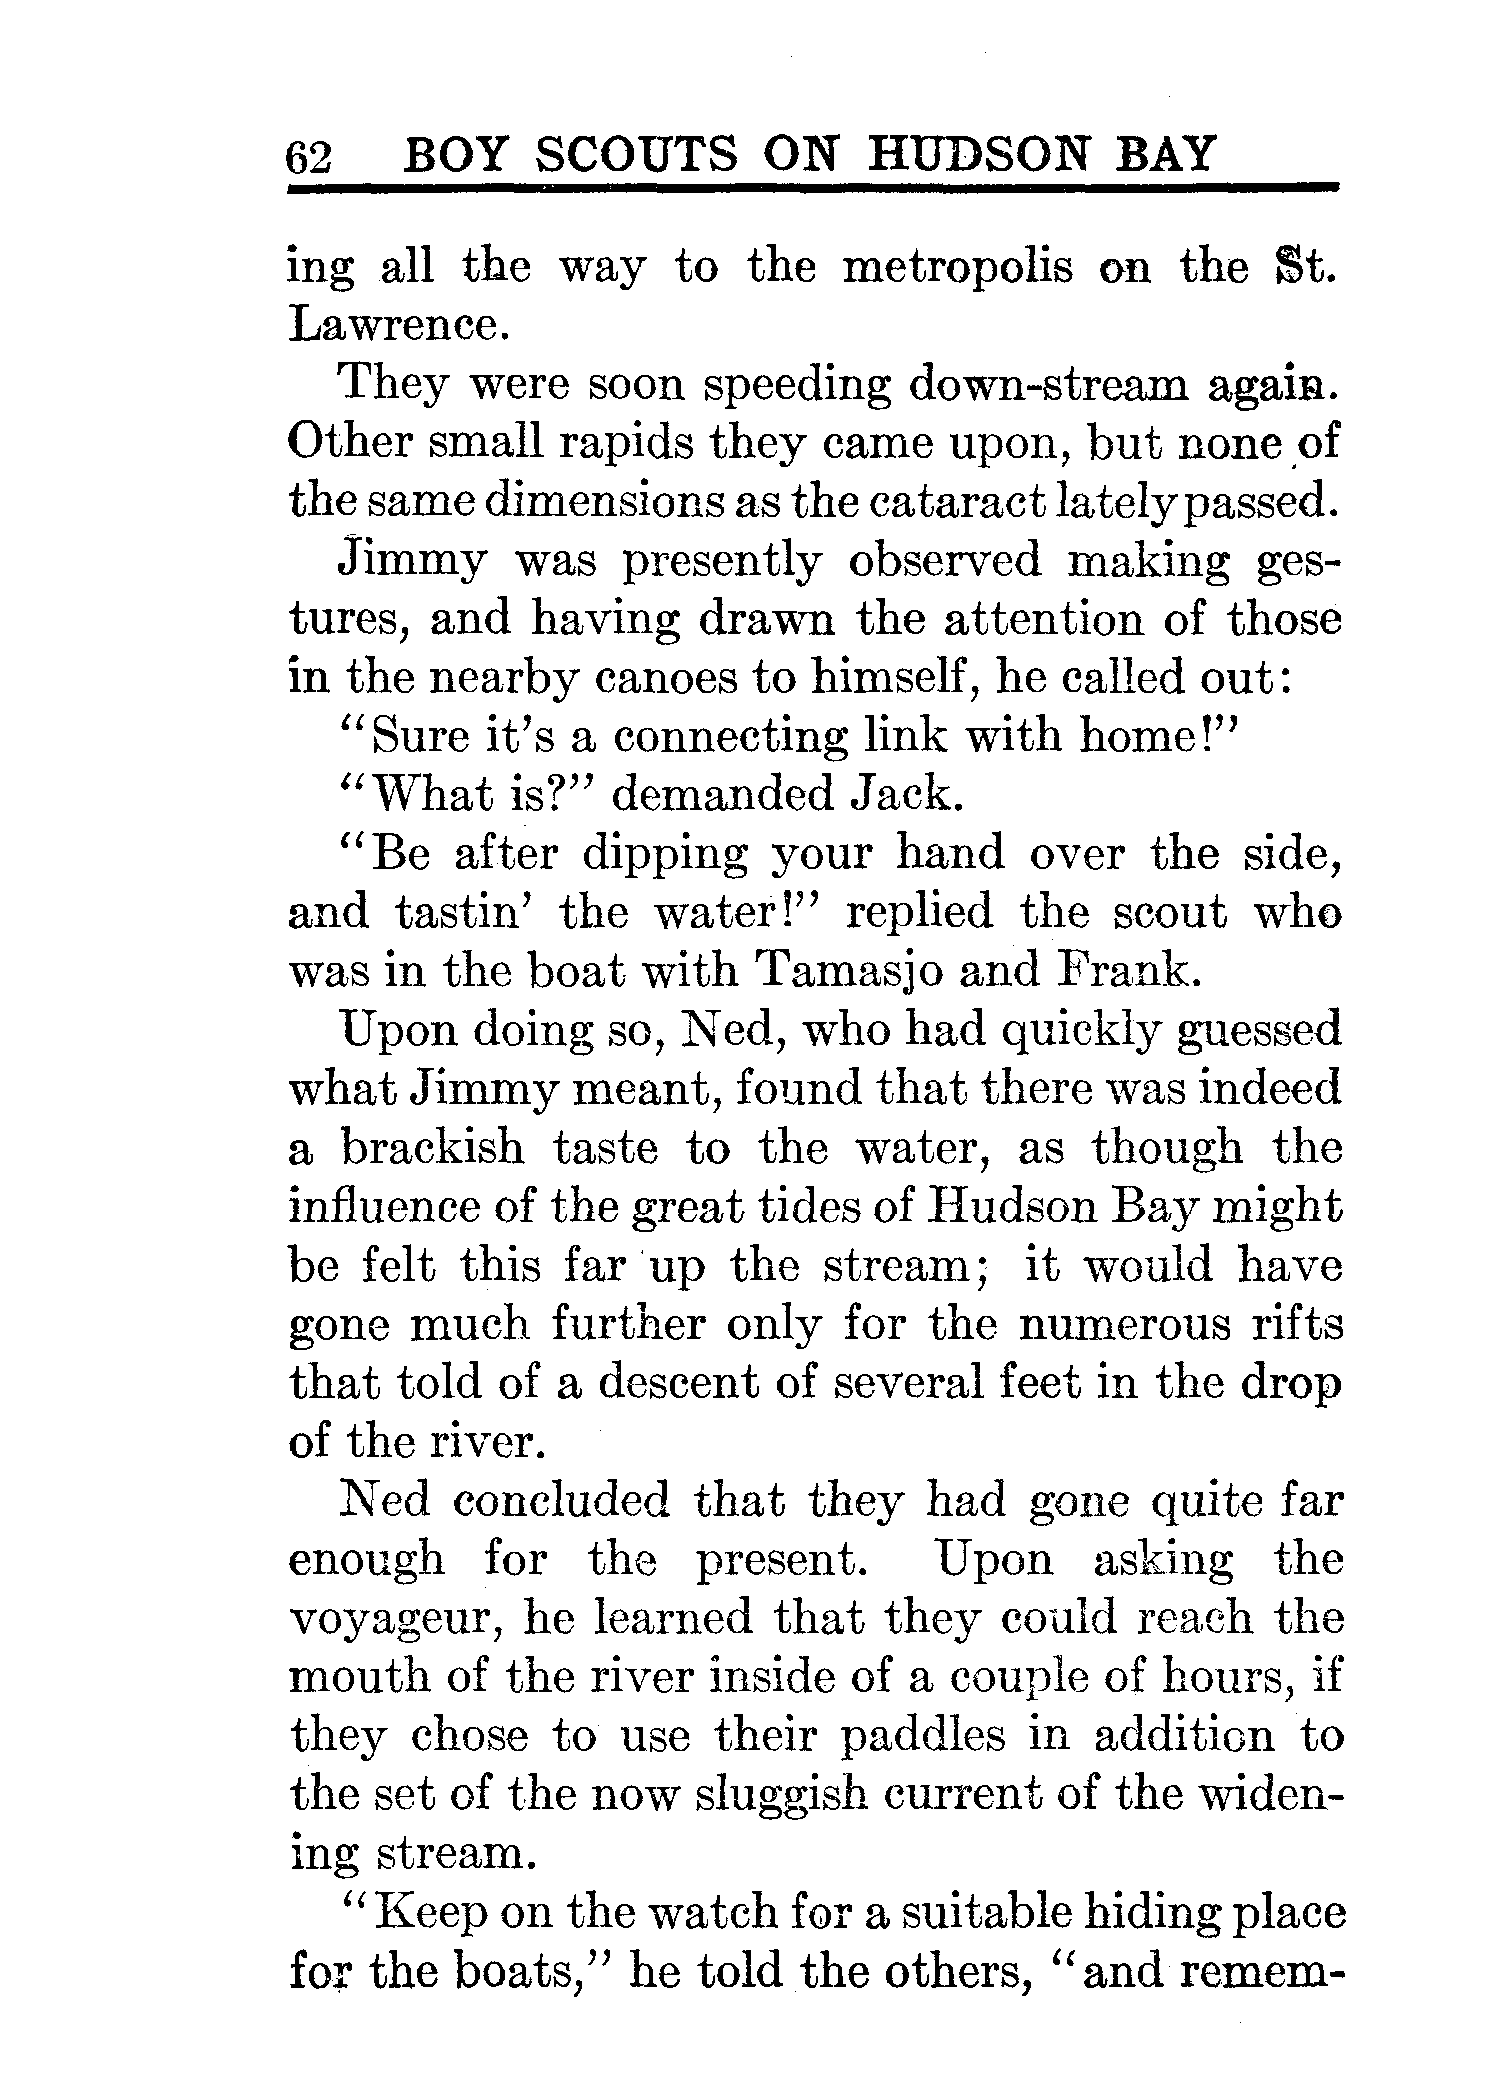 62 BOY SCOUTS ON HUDSON BAY
ing all the way to the metropolis on the St.
Lawrence.
They were soon speeding down-stream again.
Other small rapids they came upon, but none of
the same dimensions as the cataract lately passed.
Jimmy was presently observed making ges-
tures, and having drawn the attention of those
in the nearby canoes to himself, he called out:
“Sure it’s a connecting link with home!”
“What is?” demanded Jack.
“Be after dipping your hand over the side,
and tastin’ the water!” replied the scout who
was in the boat with Tamasjo and Frank.
Upon doing so, Ned, who had quickly guessed
what Jimmy meant, found that there was indeed
a brackish taste to the water, as though the
influence of the great tides of Hudson Bay might
be felt this far up the stream; it would have
gone much further only for the numerous rifts
that told of a descent of several feet in the drop
of the river.
Ned concluded that they had gone quite far
enough for the present. Upon asking the
voyageur, he learned that they could reach the
mouth of the river inside of a couple of hours, if
they chose to use their paddles in addition to
the set of the now sluggish current of the widen-
ing stream.
“Keep on the watch for a suitable hiding place
for the boats,” he told the others, “and remem-